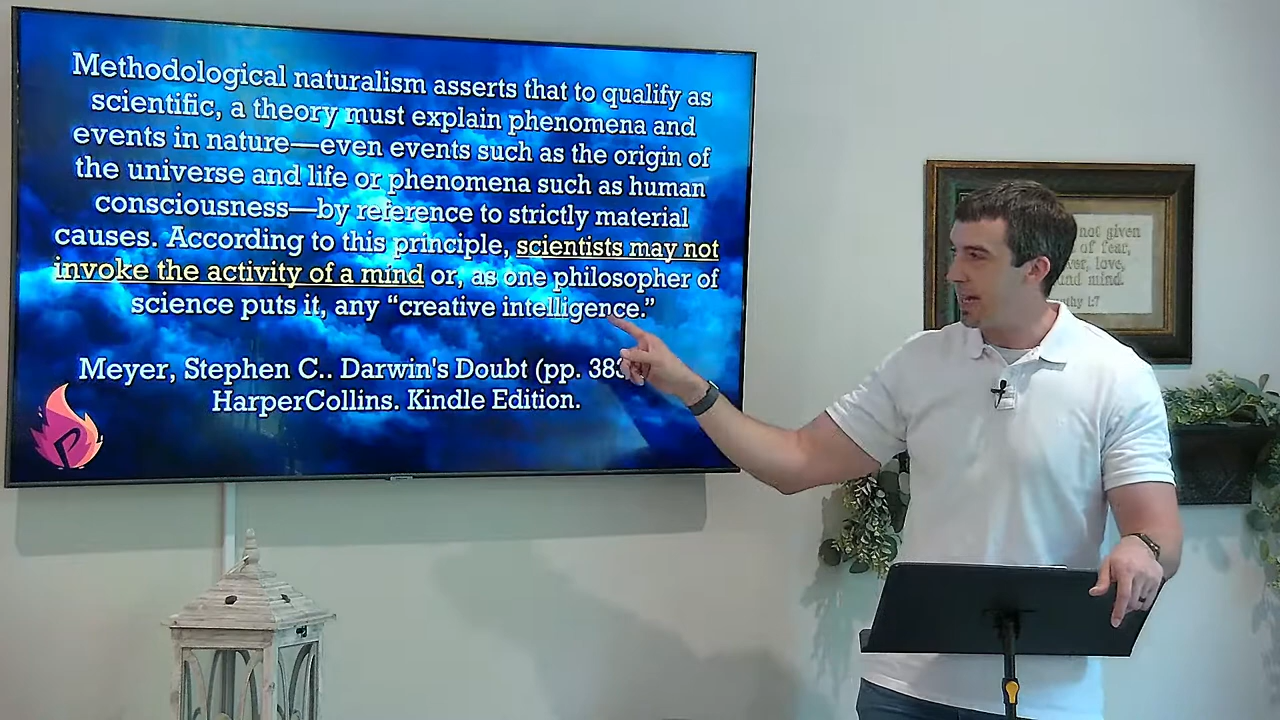 Methodological naturalism asserts that to qualify as
scientific, a theory must explain phenomena and
events in nature—even events such as the origin of
the universe and life or phenomena such as human
consciousness—by reference to strictly material
causes. According to this principle, scientists may not
invoke the activity of a mind or, as one philosopher of
science puts it, any “creative intelligence.”
Meyer, Stephen C.. Darwin's Doubt (pp. 383
HarperCollins. Kindle Edition.
P
not given
of fear,
love,
mind.
1:7